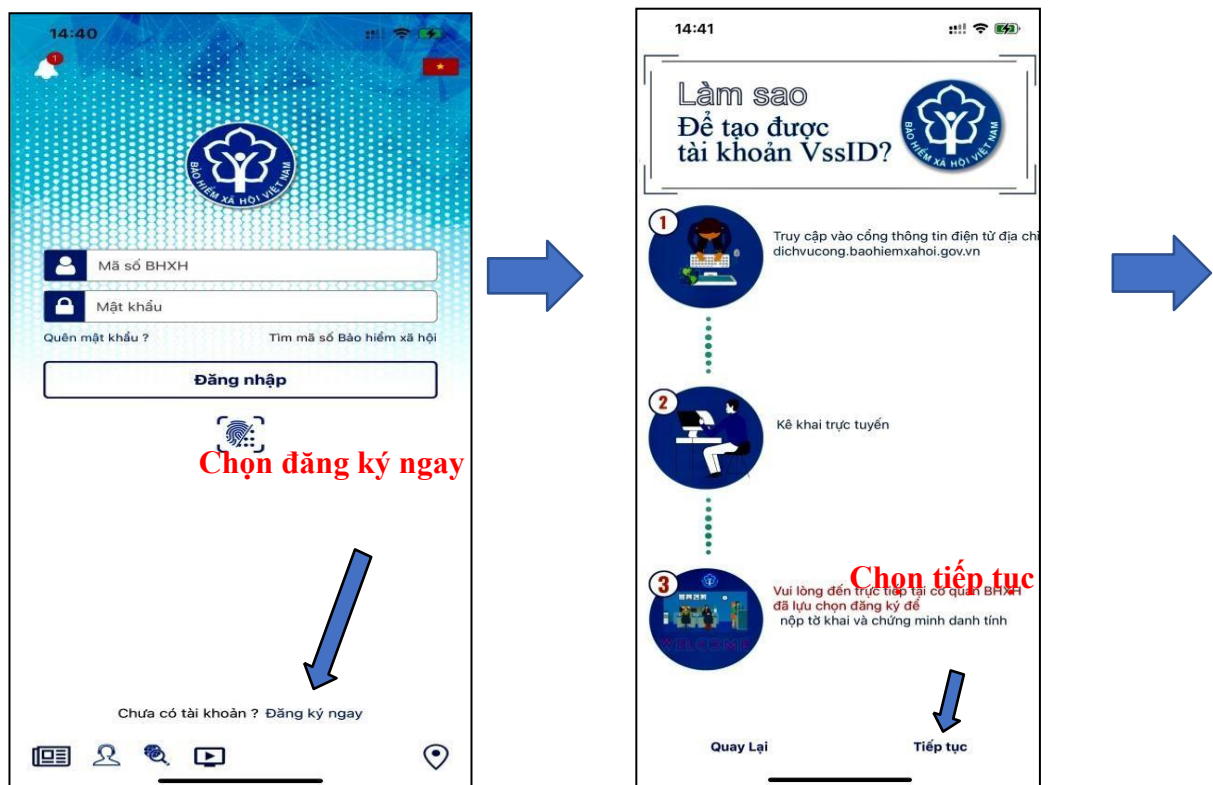 14:40
1
BẢO HIỂM XÃ HỘI VIỆT NAM
Mã số BHXH
Mật khẩu
Quên mật khẩu ?
Tìm mã số Bảo hiểm xã hội
Đăng nhập
Chọn đăng ký ngay
Chưa có tài khoản ? Đăng ký ngay
14:41
Làm sao
Để tạo được
tài khoản VssID?
BẢO HIỂM XÃ HỘI VIỆT NAM
1
Truy cập vào cổng thông tin điện tử địa chỉ
dichvucong.baohiemxahoi.gov.vn
2
Kê khai trực tuyến
Chọn tiếp tục
3
Vui lòng đến trực tiếp tại cơ quan BHXH
đã lựu chọn đăng ký để
nộp tờ khai và chứng minh danh tính
WELCOME
Quay Lại
Tiếp tục